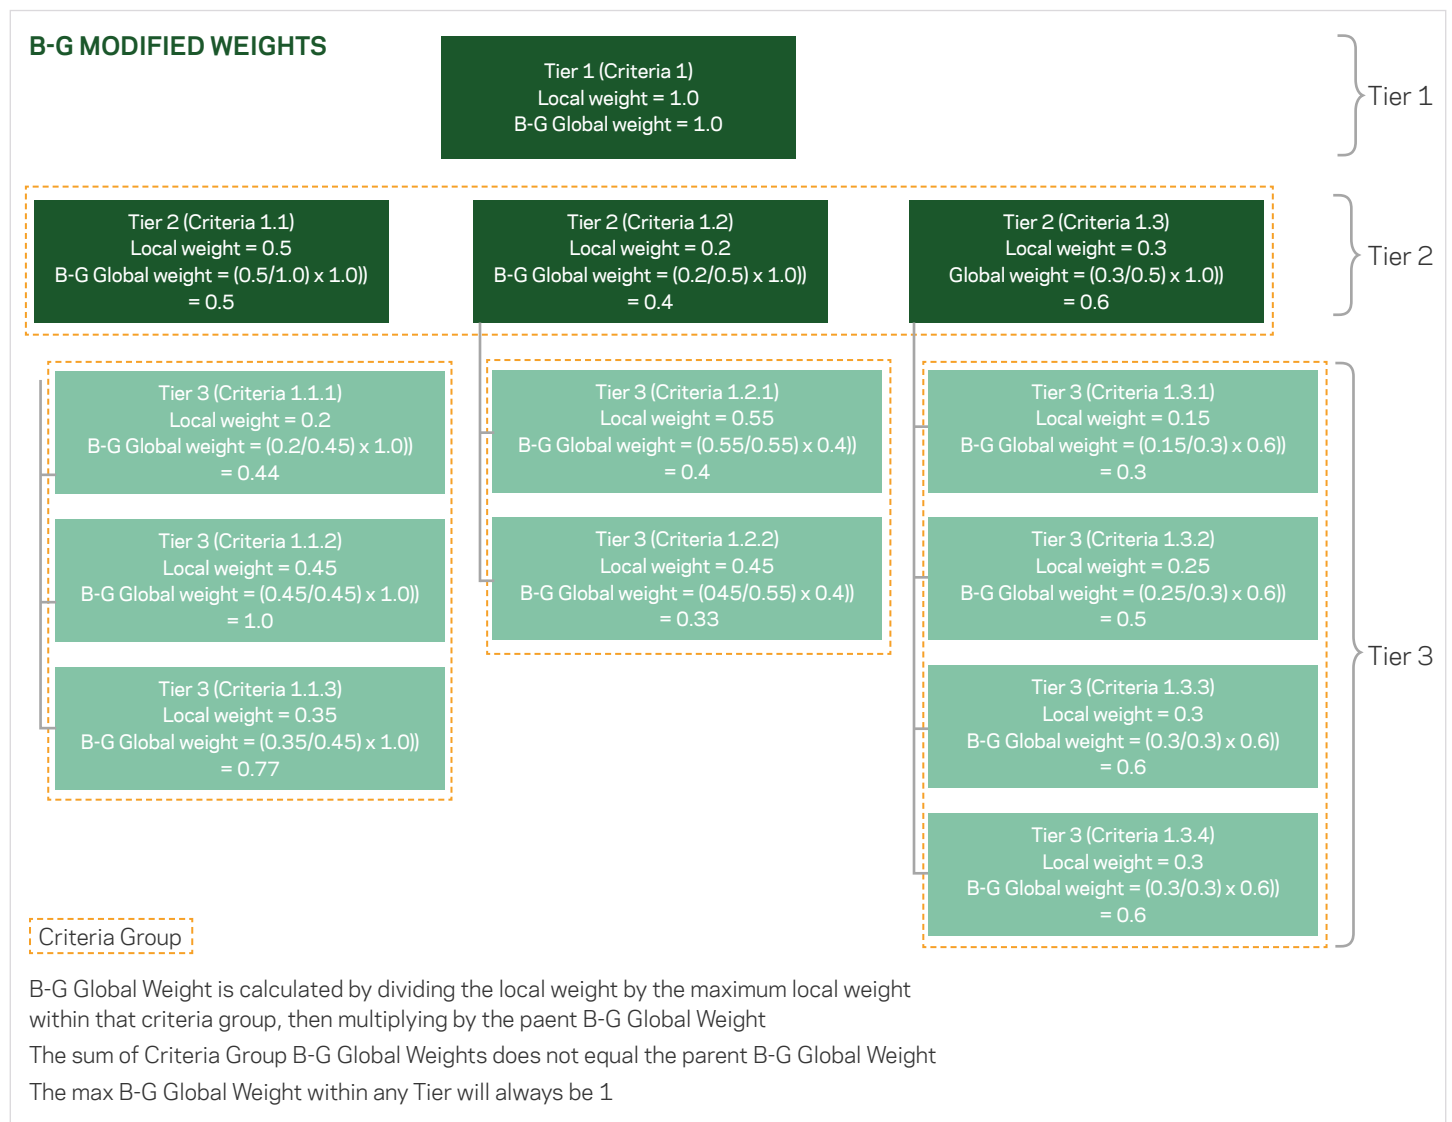 B-G MODIFIED WEIGHTS
Tier 1 (Criteria 1)
Local weight = 1.0
B-G Global weight = 1.0
Tier 1
Tier 2 (Criteria 1.1)
Local weight = 0.5
B-G Global weight = (0.5/1.0) x 1.0))
= 0.5
Tier 2 (Criteria 1.2)
Local weight = 0.2
B-G Global weight = (0.2/0.5) x 1.0))
= 0.4
Tier 2 (Criteria 1.3)
Local weight = 0.3
Global weight = (0.3/0.5) x 1.0))
= 0.6
Tier 2
Tier 3 (Criteria 1.1.1)
Local weight = 0.2
B-G Global weight = (0.2/0.45) x 1.0))
= 0.44
Tier 3 (Criteria 1.1.2)
Local weight = 0.45
B-G Global weight = (0.45/0.45) x 1.0))
= 1.0
Tier 3 (Criteria 1.1.3)
Local weight = 0.35
B-G Global weight = (0.35/0.45) x 1.0))
= 0.77
Tier 3 (Criteria 1.2.1)
Local weight = 0.55
B-G Global weight = (0.55/0.55) x 0.4))
= 0.4
Tier 3 (Criteria 1.2.2)
Local weight = 0.45
B-G Global weight = (045/0.55) x 0.4))
= 0.33
Tier 3 (Criteria 1.3.1)
Local weight = 0.15
B-G Global weight = (0.15/0.3) x 0.6))
= 0.3
Tier 3 (Criteria 1.3.2)
Local weight = 0.25
B-G Global weight = (0.25/0.3) x 0.6))
= 0.5
Tier 3 (Criteria 1.3.3)
Local weight = 0.3
B-G Global weight = (0.3/0.3) x 0.6))
= 0.6
Tier 3 (Criteria 1.3.4)
Local weight = 0.3
B-G Global weight = (0.3/0.3) x 0.6))
= 0.6
Tier 3
Criteria Group
B-G Global Weight is calculated by dividing the local weight by the maximum local weight
within that criteria group, then multiplying by the paent B-G Global Weight
The sum of Criteria Group B-G Global Weights does not equal the parent B-G Global Weight
The max B-G Global Weight within any Tier will always be 1